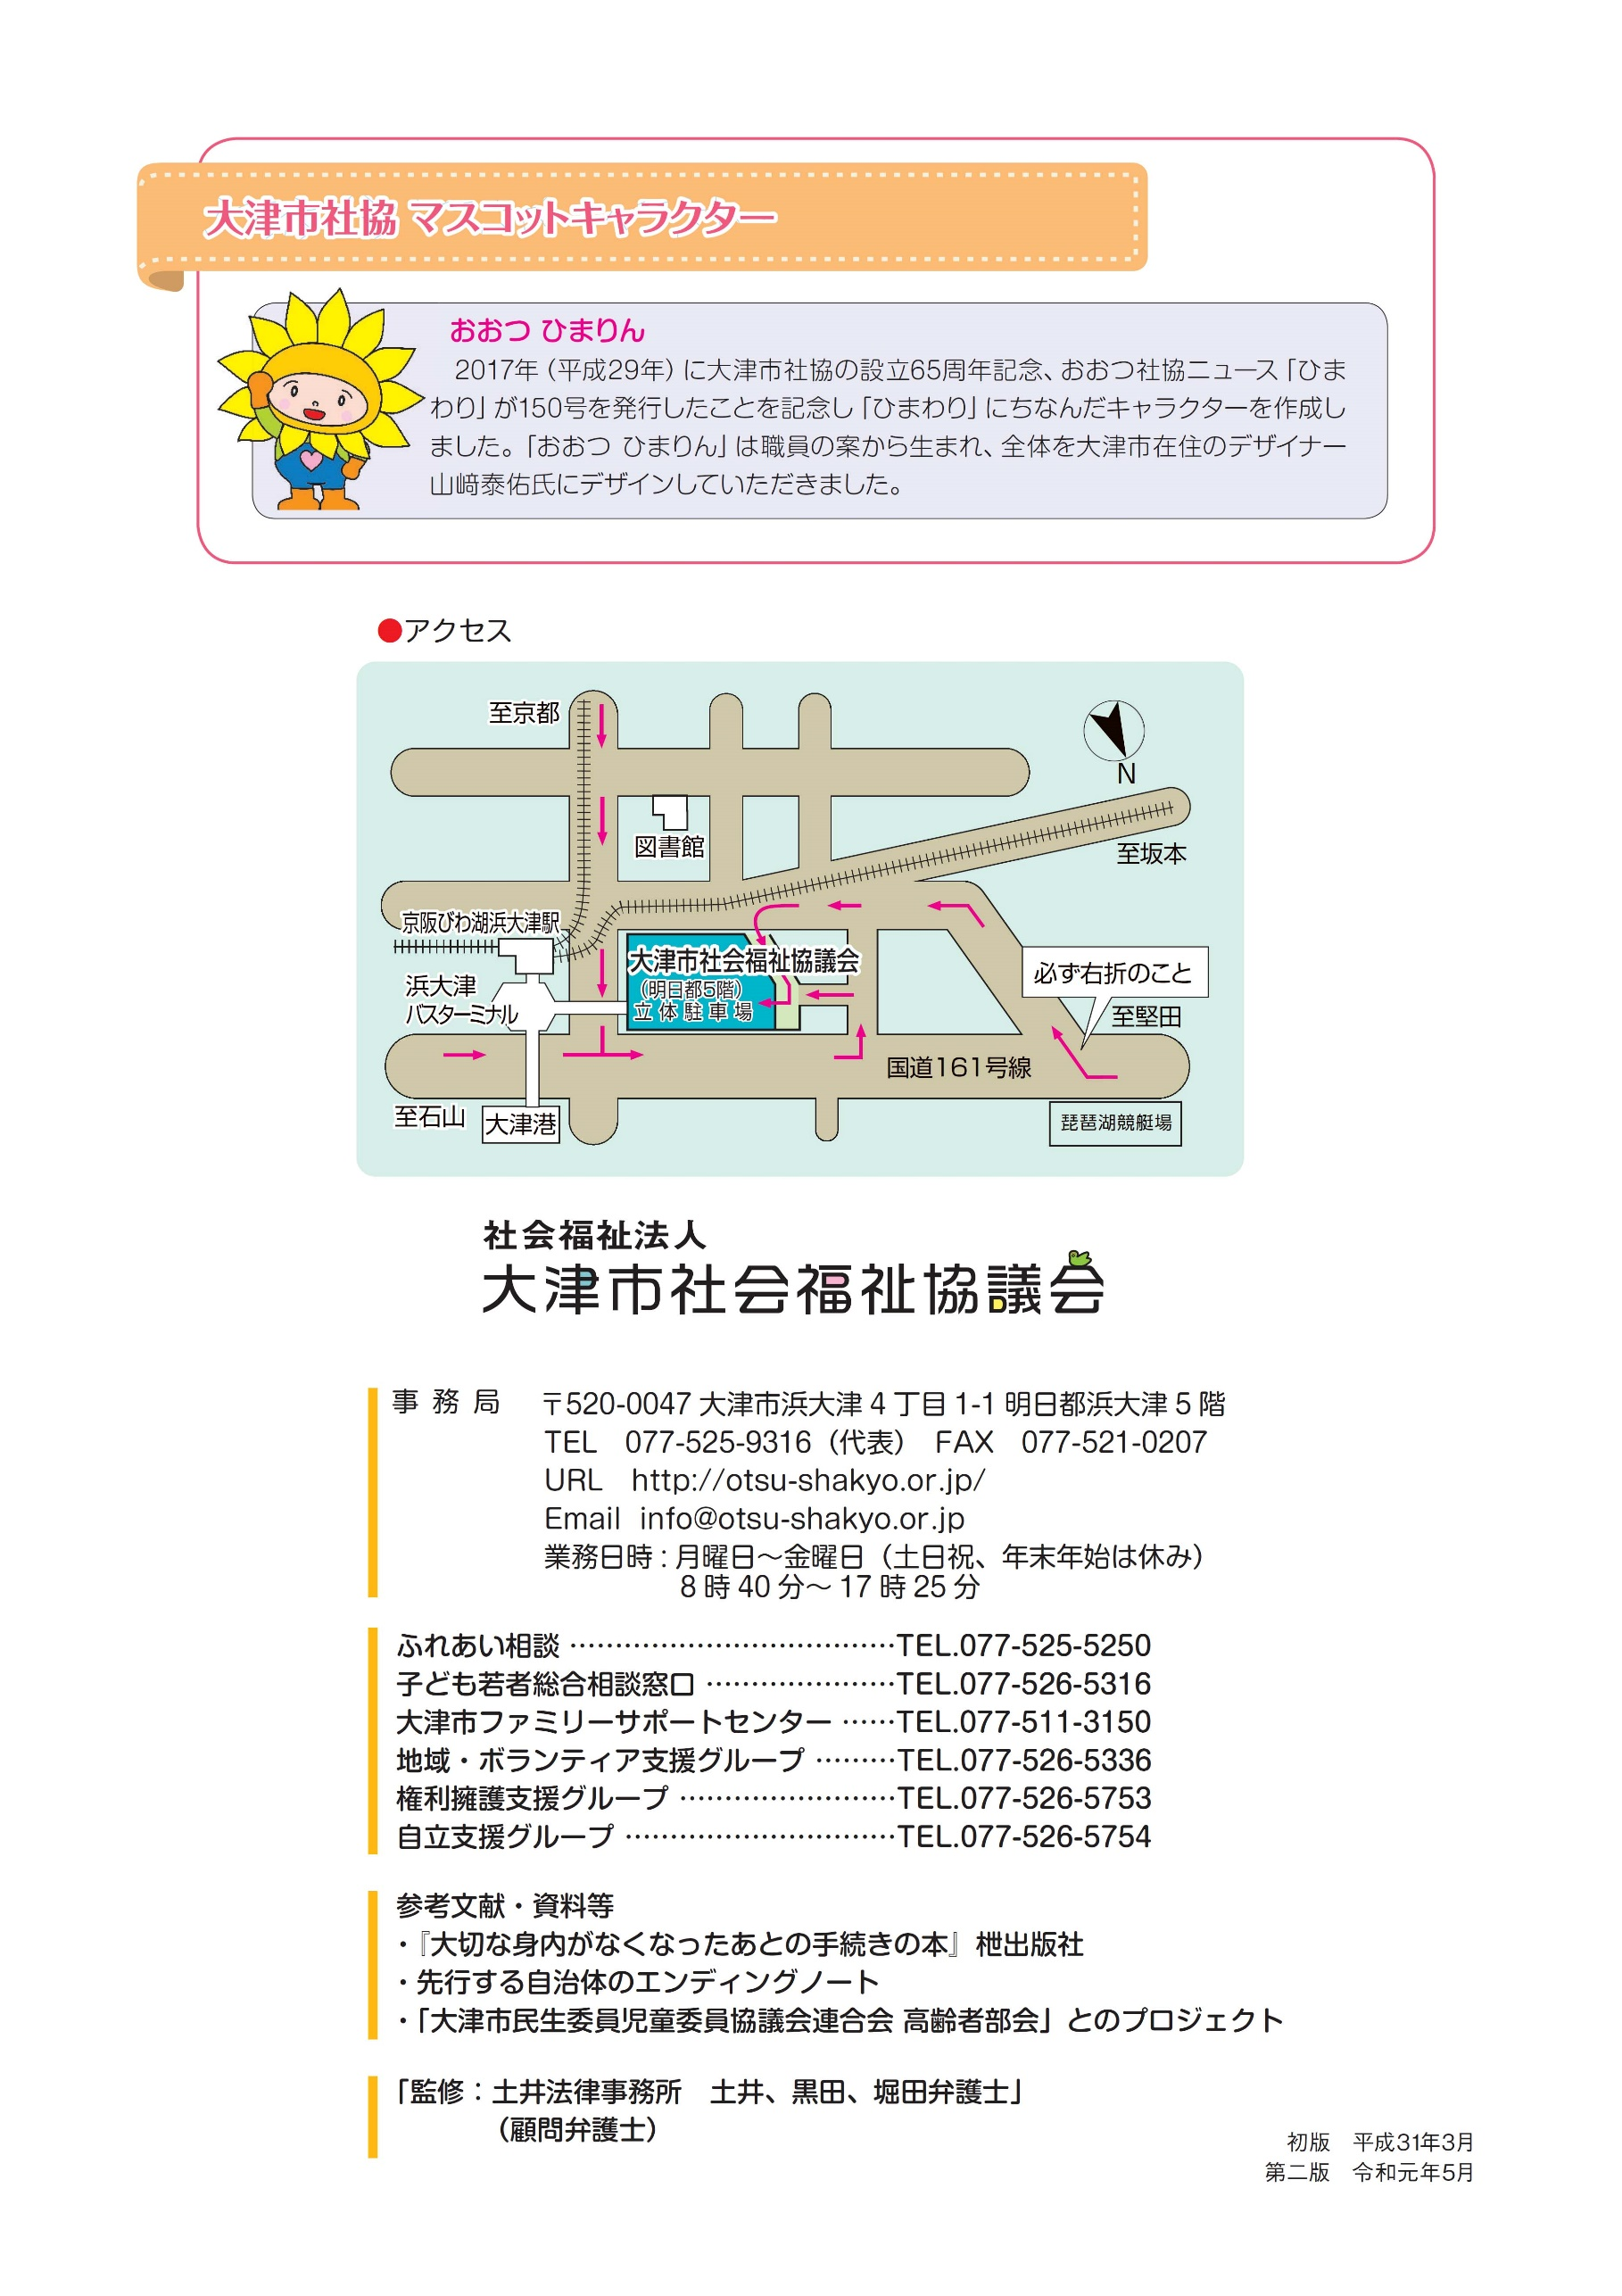 大津市社協 マスコットキャラクター
おおつ ひまりん
2017年（平成29年）に大津市社協の設立65周年記念、おおつ社協ニュース「ひま
わり」が150号を発行したことを記念し「ひまわり」にちなんだキャラクターを作成し
ました。「おおつ ひまりん」は職員の案から生まれ、全体を大津市在住のデザイナー
山﨑泰佑氏にデザインしていただきました。
●アクセス
至京都
N
図書館
至坂本
京阪びわ湖浜大津駅
大津市社会福祉協議会
（明日都5階）
立体駐車場
必ず右折のこと
浜大津
バスターミナル
至堅田
国道161号線
至石山
大津港
琵琶湖競艇場
社会福祉法人
大津市社会福祉協議会
事務局 〒520-0047 大津市浜大津4丁目1-1 明日都浜大津5階
TEL 077-525-9316（代表） FAX 077-521-0207
URL http://otsu-shakyo.or.jp/
Email info@otsu-shakyo.or.jp
業務日時：月曜日～金曜日（土日祝、年末年始は休み）
8時40分～17時25分
ふれあい相談 …………………………………TEL.077-525-5250
子ども若者総合相談窓口 …………………TEL.077-526-5316
大津市ファミリーサポートセンター ……TEL.077-511-3150
地域・ボランティア支援グループ ………TEL.077-526-5336
権利擁護支援グループ ……………………TEL.077-526-5753
自立支援グループ …………………………TEL.077-526-5754
参考文献・資料等
・『大切な身内がなくなったあとの手続きの本』 枻出版社
・先行する自治体のエンディングノート
・「大津市民生委員児童委員協議会連合会 高齢者部会」とのプロジェクト
「監修：土井法律事務所 土井、黒田、堀田弁護士」
（顧問弁護士）
初版 平成31年3月
第二版 令和元年5月